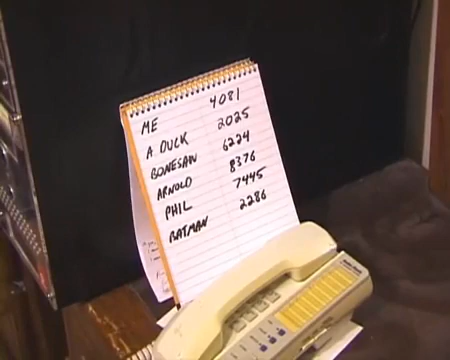 ME 4081
A DUCK 2025
BONESAW 6224
ARNOLD 8376
PHIL 7445
BATMAN 2286